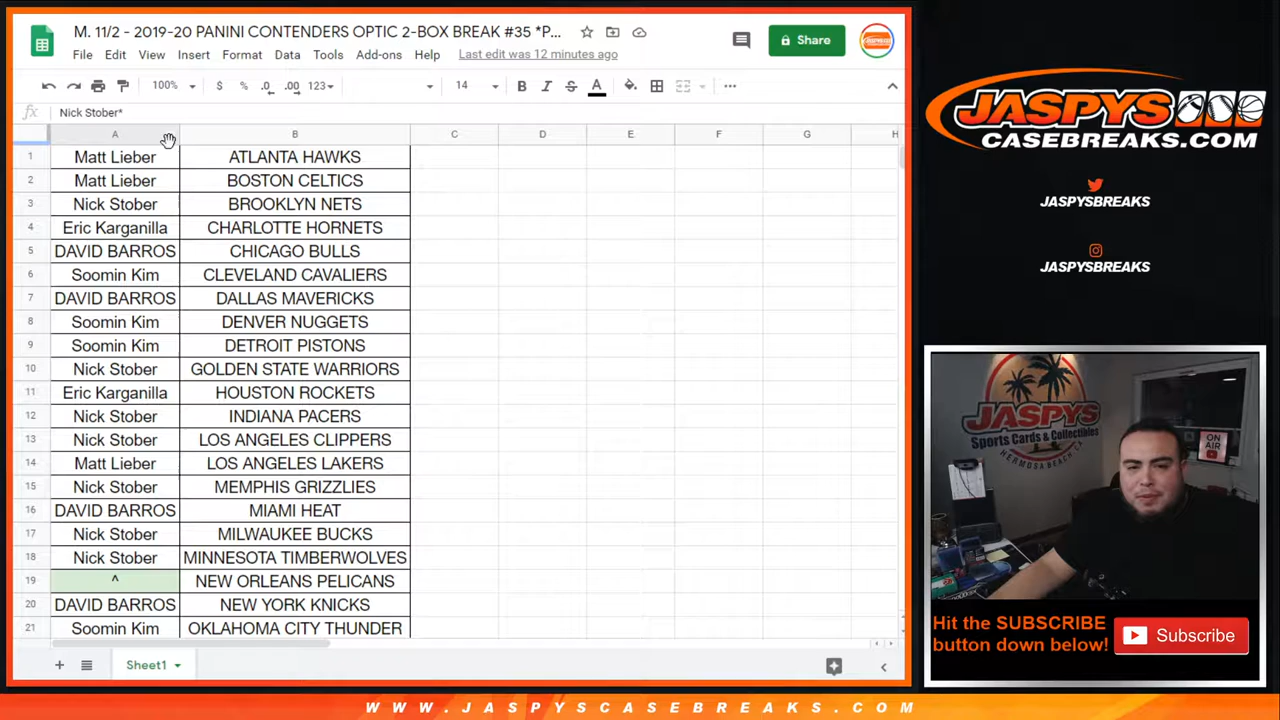 M. 11/2 - 2019-20 PANINI CONTENDERS OPTIC 2-BOX BREAK #35 *P...
File Edit View Insert Format Data Tools Add-ons Help Last edit was 12 minutes ago
Share
100% $ % .0 .00 123 14 B I S A
fx Nick Stober*
A B C D E F G H
1 Matt Lieber ATLANTA HAWKS
2 Matt Lieber BOSTON CELTICS
3 Nick Stober BROOKLYN NETS
4 Eric Karganilla CHARLOTTE HORNETS
5 DAVID BARROS CHICAGO BULLS
6 Soomin Kim CLEVELAND CAVALIERS
7 DAVID BARROS DALLAS MAVERICKS
8 Soomin Kim DENVER NUGGETS
9 Soomin Kim DETROIT PISTONS
10 Nick Stober GOLDEN STATE WARRIORS
11 Eric Karganilla HOUSTON ROCKETS
12 Nick Stober INDIANA PACERS
13 Nick Stober LOS ANGELES CLIPPERS
14 Matt Lieber LOS ANGELES LAKERS
15 Nick Stober MEMPHIS GRIZZLIES
16 DAVID BARROS MIAMI HEAT
17 Nick Stober MILWAUKEE BUCKS
18 Nick Stober MINNESOTA TIMBERWOLVES
19 ^ NEW ORLEANS PELICANS
20 DAVID BARROS NEW YORK KNICKS
21 Soomin Kim OKLAHOMA CITY THUNDER
Sheet1
JASPYS
CASEBREAKS.COM
JASPYSBREAKS
JASPYSBREAKS
JASPYS
Sports Cards & Collectibles
HERMOSA BEACH, CA
ON AIR
Hit the SUBSCRIBE
button down below!
Subscribe
WWW.JASPYSCASEBREAKS.COM